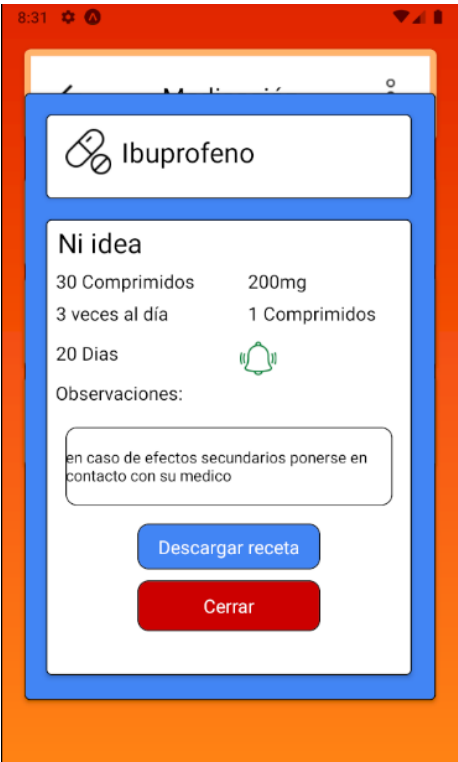 8:31
Ibuprofeno
Ni idea
30 Comprimidos 200mg
3 veces al día 1 Comprimidos
20 Dias
Observaciones:
en caso de efectos secundarios ponerse en
contacto con su medico
Descargar receta
Cerrar